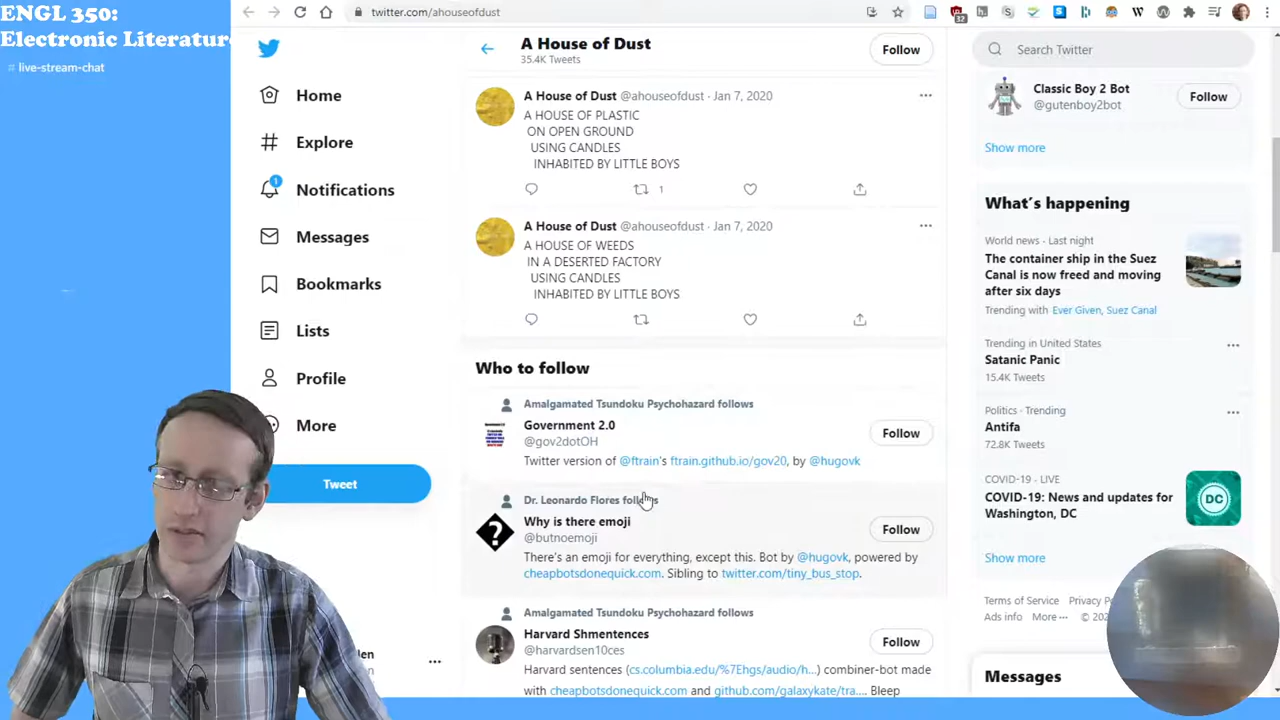 ENGL 350:
Electronic Literatur
# live-stream-chat
twitter.com/ahouseofdust
32
Home
Explore
1
Notifications
Messages
Bookmarks
Lists
Profile
More
Tweet
A House of Dust
35.4K Tweets
Follow
A House of Dust @ahouseofdust · Jan 7, 2020
A HOUSE OF PLASTIC
ON OPEN GROUND
USING CANDLES
INHABITED BY LITTLE BOYS
1
A House of Dust @ahouseofdust · Jan 7, 2020
A HOUSE OF WEEDS
IN A DESERTED FACTORY
USING CANDLES
INHABITED BY LITTLE BOYS
Who to follow
Amalgamated Tsundoku Psychohazard follows
Government 2.0
@gov2dotOH
Follow
Twitter version of @ftrain's ftrain.github.io/gov20, by @hugovk
Dr. Leonardo Flores follows
Why is there emoji
@butnoemoji
Follow
There's an emoji for everything, except this. Bot by @hugovk, powered by
cheapbotsdonequick.com. Sibling to twitter.com/tiny_bus_stop.
Amalgamated Tsundoku Psychohazard follows
Harvard Shmentences
@harvardsen10ces
Follow
Harvard sentences (cs.columbia.edu/%7Ehgs/audio/h...) combiner-bot made
with cheapbotsdonequick.com and github.com/galaxykate/tra.... Bleep
Search Twitter
Classic Boy 2 Bot
@gutenboy2bot
Follow
Show more
What's happening
World news · Last night
The container ship in the Suez
Canal is now freed and moving
after six days
Trending with Ever Given, Suez Canal
Trending in United States
Satanic Panic
15.4K Tweets
Politics · Trending
Antifa
72.8K Tweets
COVID-19 · LIVE
COVID-19: News and updates for
Washington, DC
DC
Show more
Terms of Service Privacy P
Ads info More ··· © 202
Messages
den